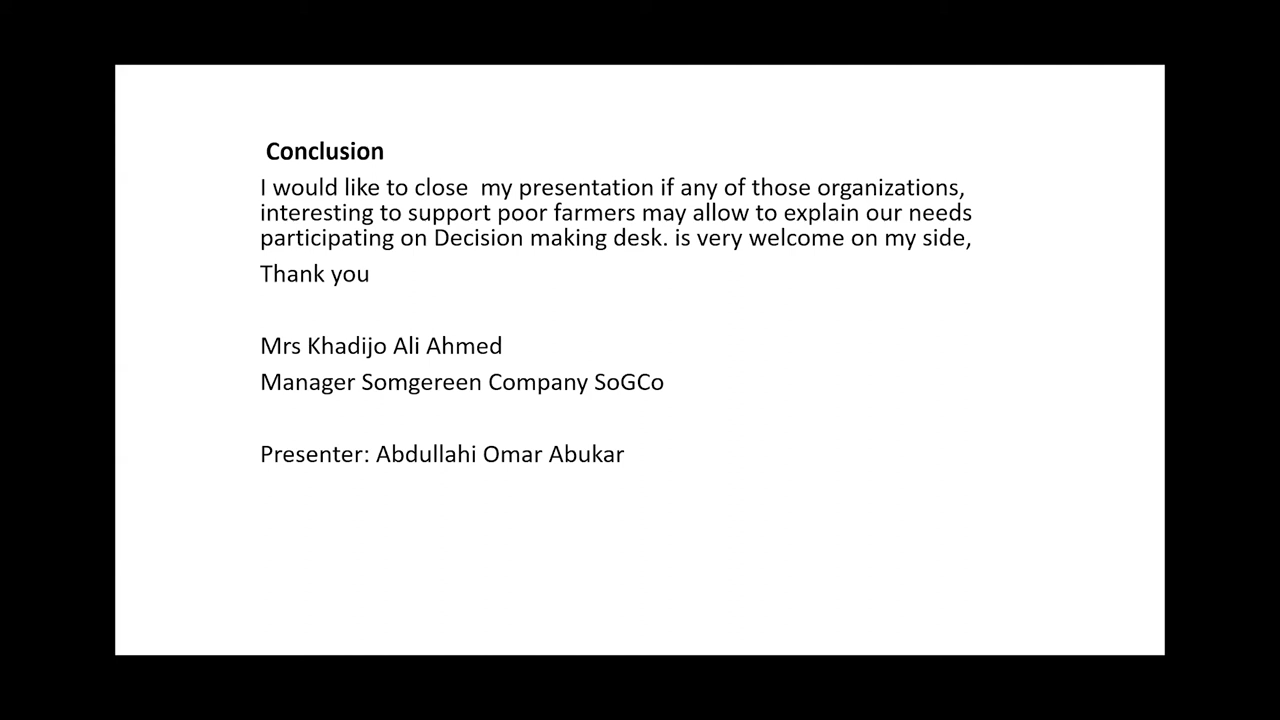 Conclusion
I would like to close  my presentation if any of those organizations,
interesting to support poor farmers may allow to explain our needs
participating on Decision making desk. is very welcome on my side,
Thank you
Mrs Khadijo Ali Ahmed
Manager Somgereen Company SoGCo
Presenter: Abdullahi Omar Abukar